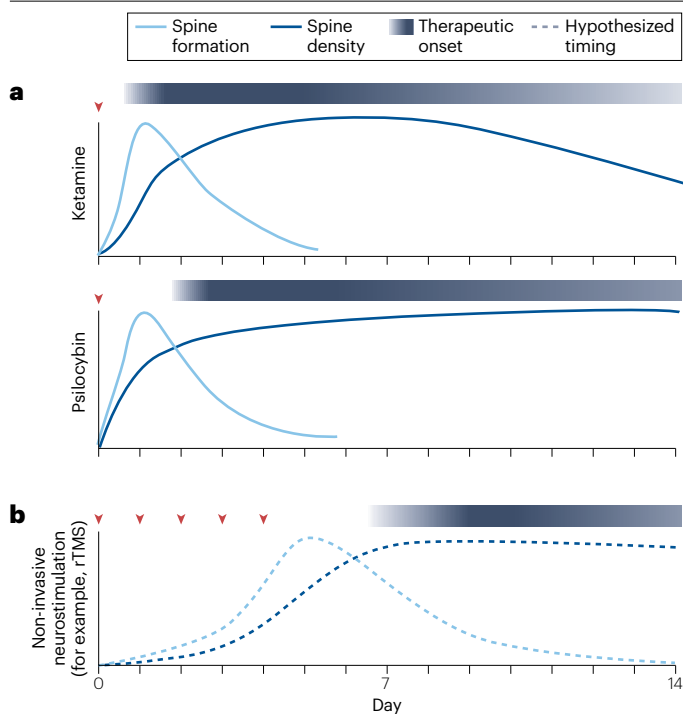 Spine formation
Spine density
Therapeutic onset
Hypothesized timing
a
Ketamine
Psilocybin
b
Non-invasive
neurostimulation
(for example, rTMS)
0
7
14
Day